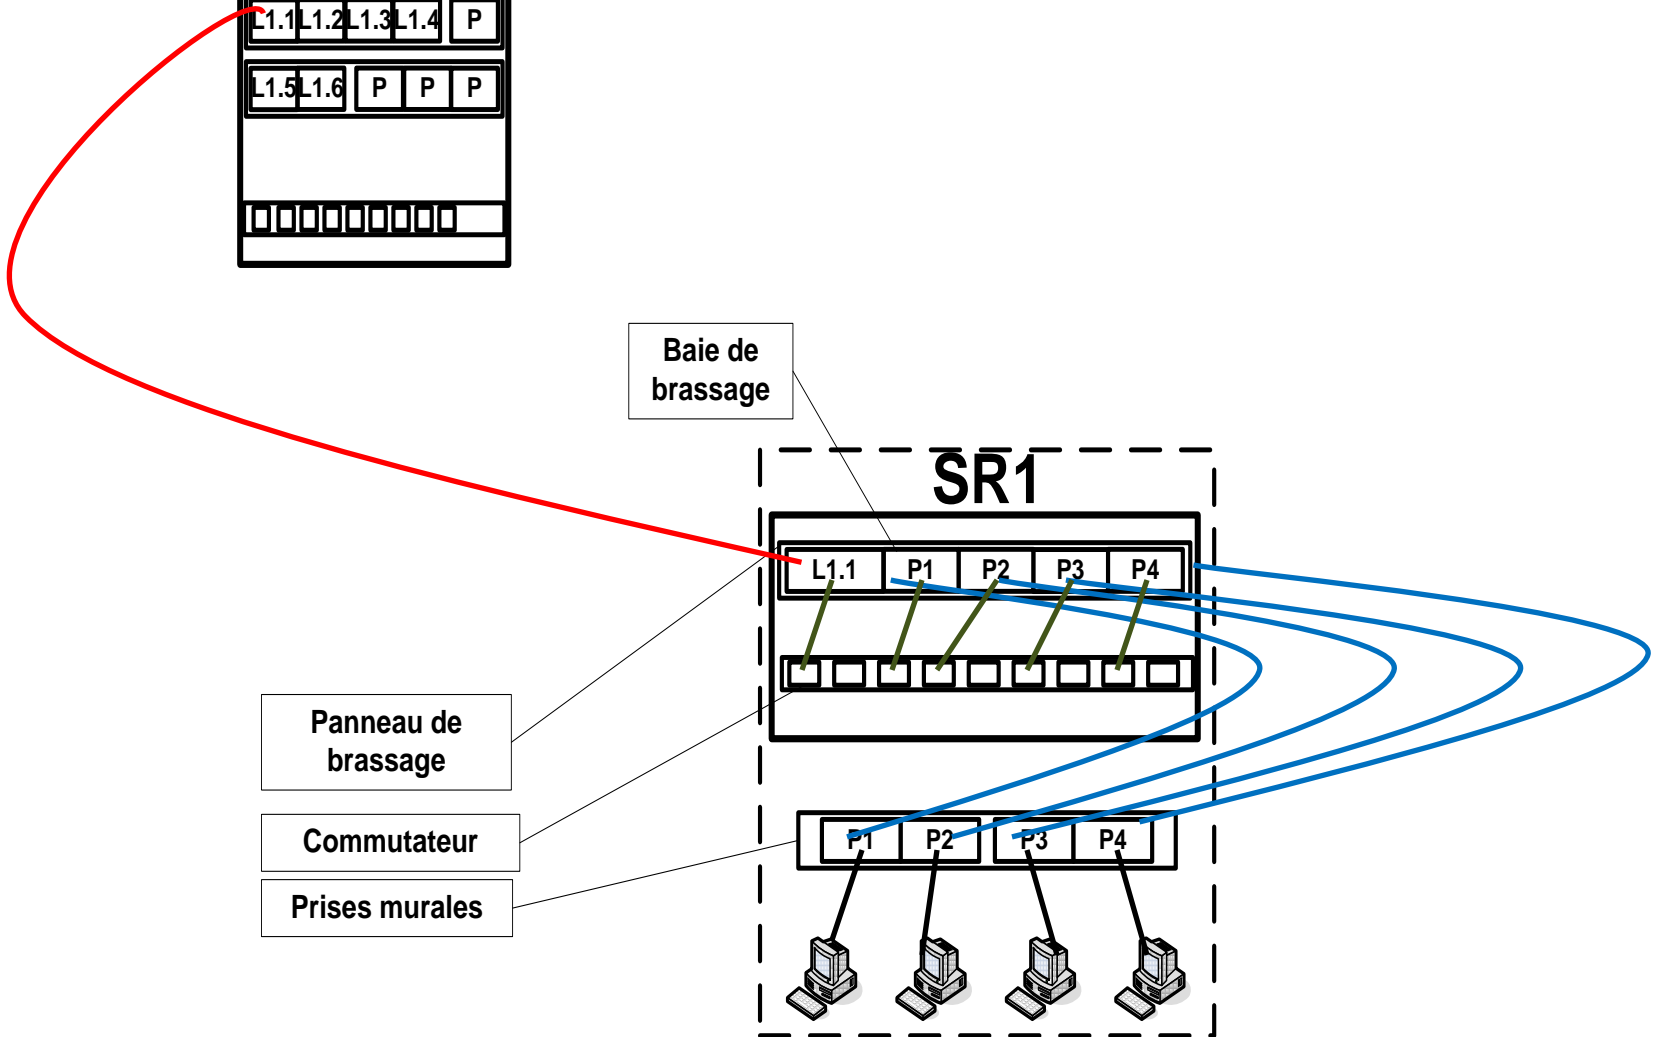 L1.1 L1.2 L1.3 L1.4 P
L1.5 L1.6 P P P
Baie de
brassage
SR1
L1.1 P1 P2 P3 P4
Panneau de
brassage
Commutateur
P1 P2 P3 P4
Prises murales